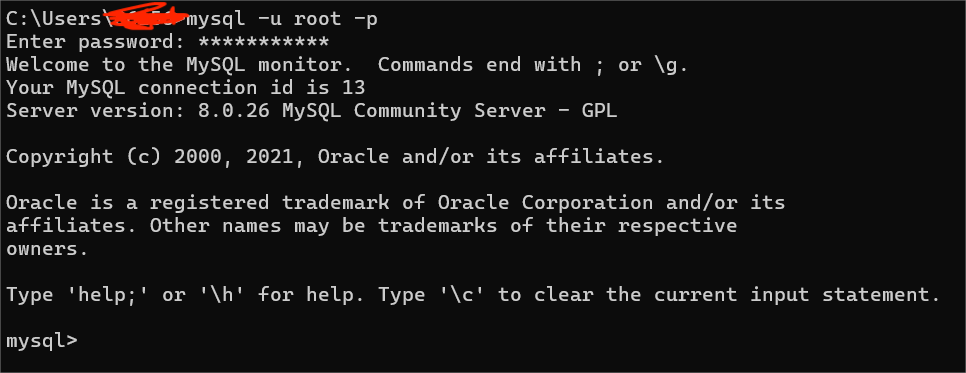 C:\Users\ mysql -u root -p
Enter password: ***********
Welcome to the MySQL monitor.  Commands end with ; or \g.
Your MySQL connection id is 13
Server version: 8.0.26 MySQL Community Server - GPL

Copyright (c) 2000, 2021, Oracle and/or its affiliates.

Oracle is a registered trademark of Oracle Corporation and/or its
affiliates. Other names may be trademarks of their respective
owners.

Type 'help;' or '\h' for help. Type '\c' to clear the current input statement.

mysql>